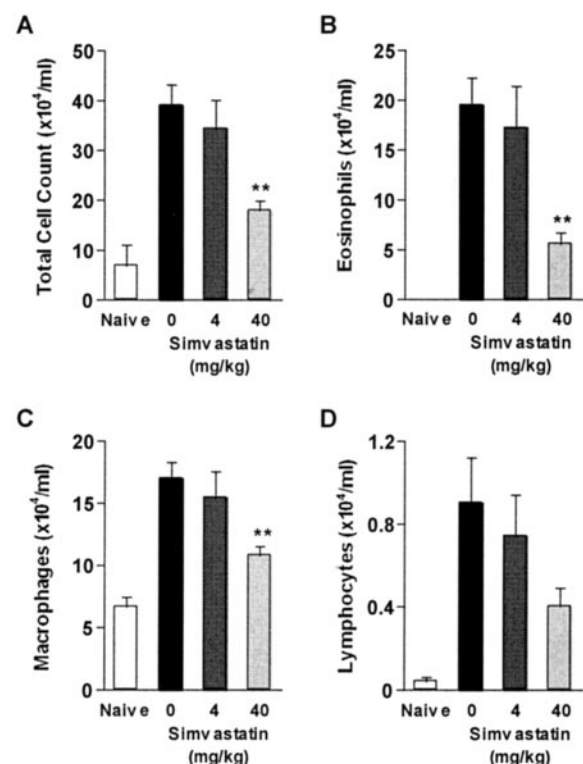 A
Total Cell Count (x10⁴/ml)
50
40
30
20
10
0
**
Naive 0 4 40
Simvastatin
(mg/kg)
B
Eosinophils (x10⁴/ml)
25
20
15
10
5
0
**
Naive 0 4 40
Simvastatin
(mg/kg)
C
Macrophages (x10⁴/ml)
20
15
10
5
0
**
Naive 0 4 40
Simvastatin
(mg/kg)
D
Lymphocytes (x10⁴/ml)
1.2
0.8
0.4
0
Naive 0 4 40
Simvastatin
(mg/kg)